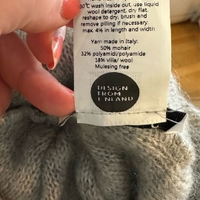 30°C wash inside out, use liquid
wool detergent, dry flat,
reshape to dry, brush and
remove pilling if necessary.
max. 4% in length and width
Yarn made in Italy:
50% mohair
32% polyamidi/polyamide
18% villa/ wool
Mulesing free
DESIGN
FROM
FINLAND